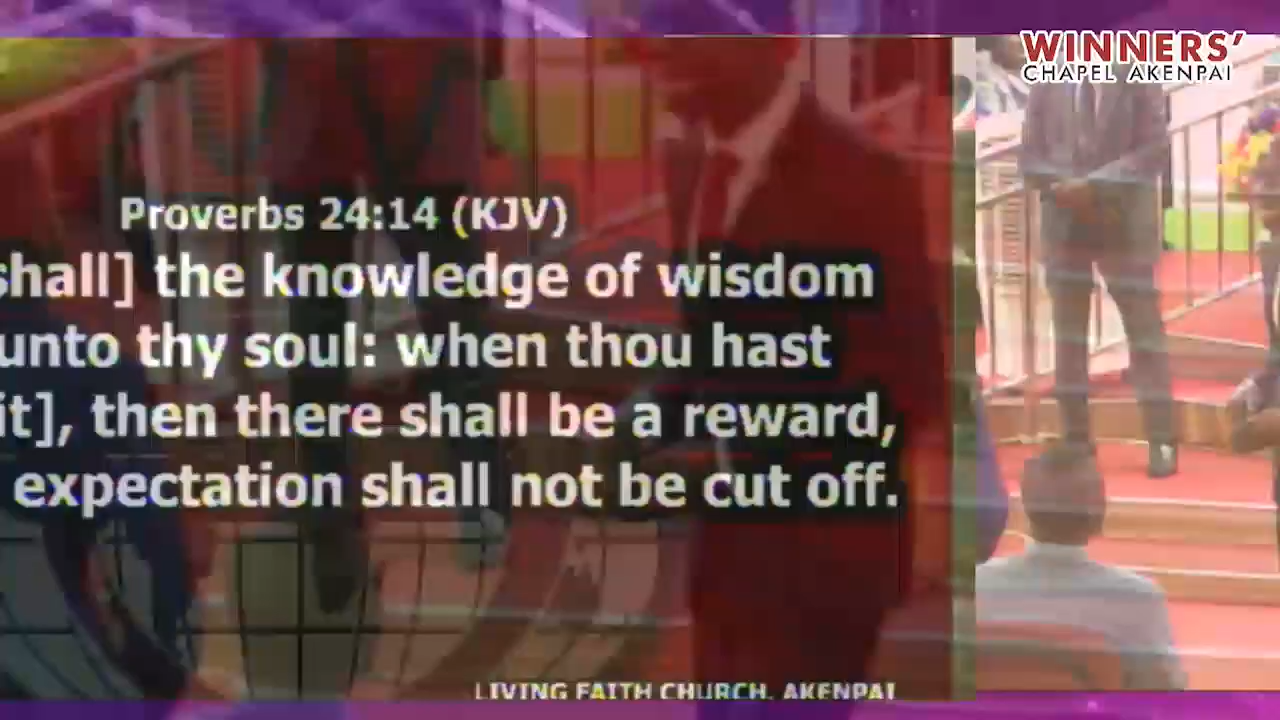 WINNERS'
CHAPEL AKENPAI
Proverbs 24:14 (KJV)
shall] the knowledge of wisdom
unto thy soul: when thou hast
it], then there shall be a reward,
expectation shall not be cut off.
LIVING FAITH CHURCH, AKENPAI